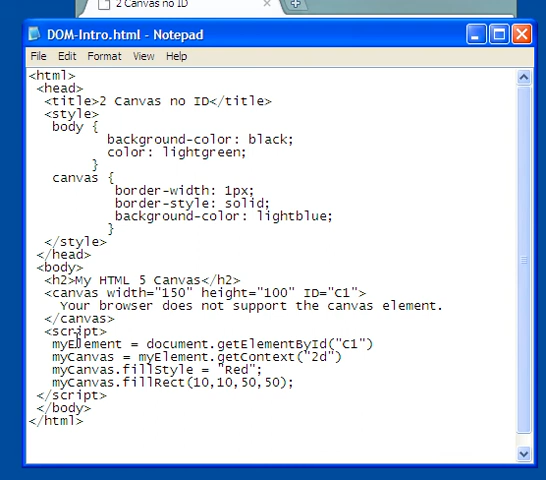 2 Canvas no ID
DOM-Intro.html - Notepad
File Edit Format View Help
<html>
<head>
<title>2 Canvas no ID</title>
<style>
body {
background-color: black;
color: lightgreen;
}
canvas {
border-width: 1px;
border-style: solid;
background-color: lightblue;
}
</style>
</head>
<body>
<h2>My HTML 5 Canvas</h2>
<canvas width="150" height="100" ID="C1">
Your browser does not support the canvas element.
</canvas>
<script>
myElement = document.getElementById("C1")
myCanvas = myElement.getContext("2d")
myCanvas.fillStyle = "Red";
myCanvas.fillRect(10,10,50,50);
</script>
</body>
</html>